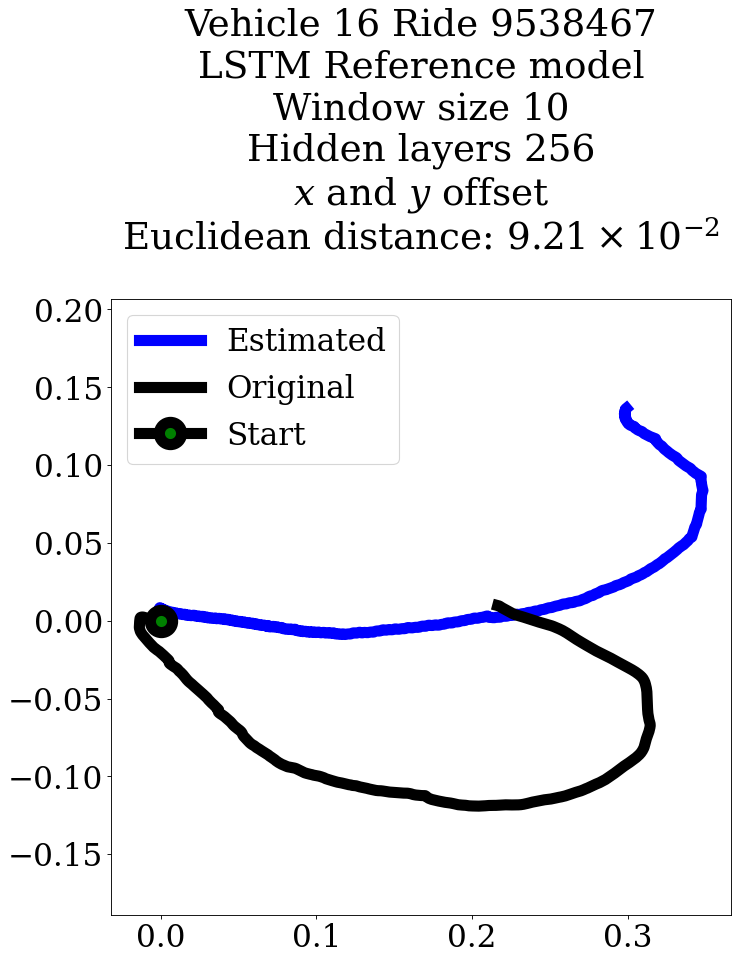 Vehicle 16 Ride 9538467
LSTM Reference model
Window size 10
Hidden layers 256
x and y offset
Euclidean distance: 9.21 × 10⁻²
0.20
0.15
0.10
0.05
0.00
−0.05
−0.10
−0.15
Estimated
Original
Start
0.0 0.1 0.2 0.3